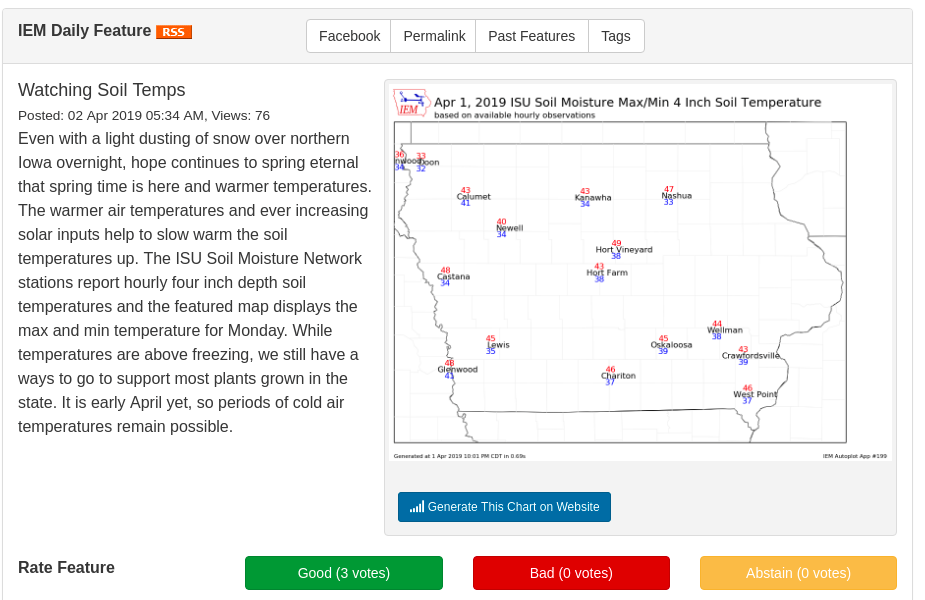 IEM Daily Feature RSS
Facebook Permalink Past Features Tags
Watching Soil Temps
Posted: 02 Apr 2019 05:34 AM, Views: 76
Even with a light dusting of snow over northern
Iowa overnight, hope continues to spring eternal
that spring time is here and warmer temperatures.
The warmer air temperatures and ever increasing
solar inputs help to slow warm the soil
temperatures up. The ISU Soil Moisture Network
stations report hourly four inch depth soil
temperatures and the featured map displays the
max and min temperature for Monday. While
temperatures are above freezing, we still have a
ways to go to support most plants grown in the
state. It is early April yet, so periods of cold air
temperatures remain possible.
IEM
Apr 1, 2019 ISU Soil Moisture Max/Min 4 Inch Soil Temperature
based on available hourly observations
36 33
nwood Doon
34 32
43
Calumet
41
43
Kanawha
34
47
Nashua
33
40
Newell
34
49
Hort Vineyard
38
43
Hort Farm
38
48
Castana
34
44
Wellman
38
45
Lewis
35
45
Oskaloosa
39
43
Crawfordsville
39
48
Glenwood
41
46
Chariton
37
46
West Point
37
Generated at 1 Apr 2019 10:01 PM CDT in 0.69s
IEM Autoplot App #199
Generate This Chart on Website
Rate Feature Good (3 votes) Bad (0 votes) Abstain (0 votes)